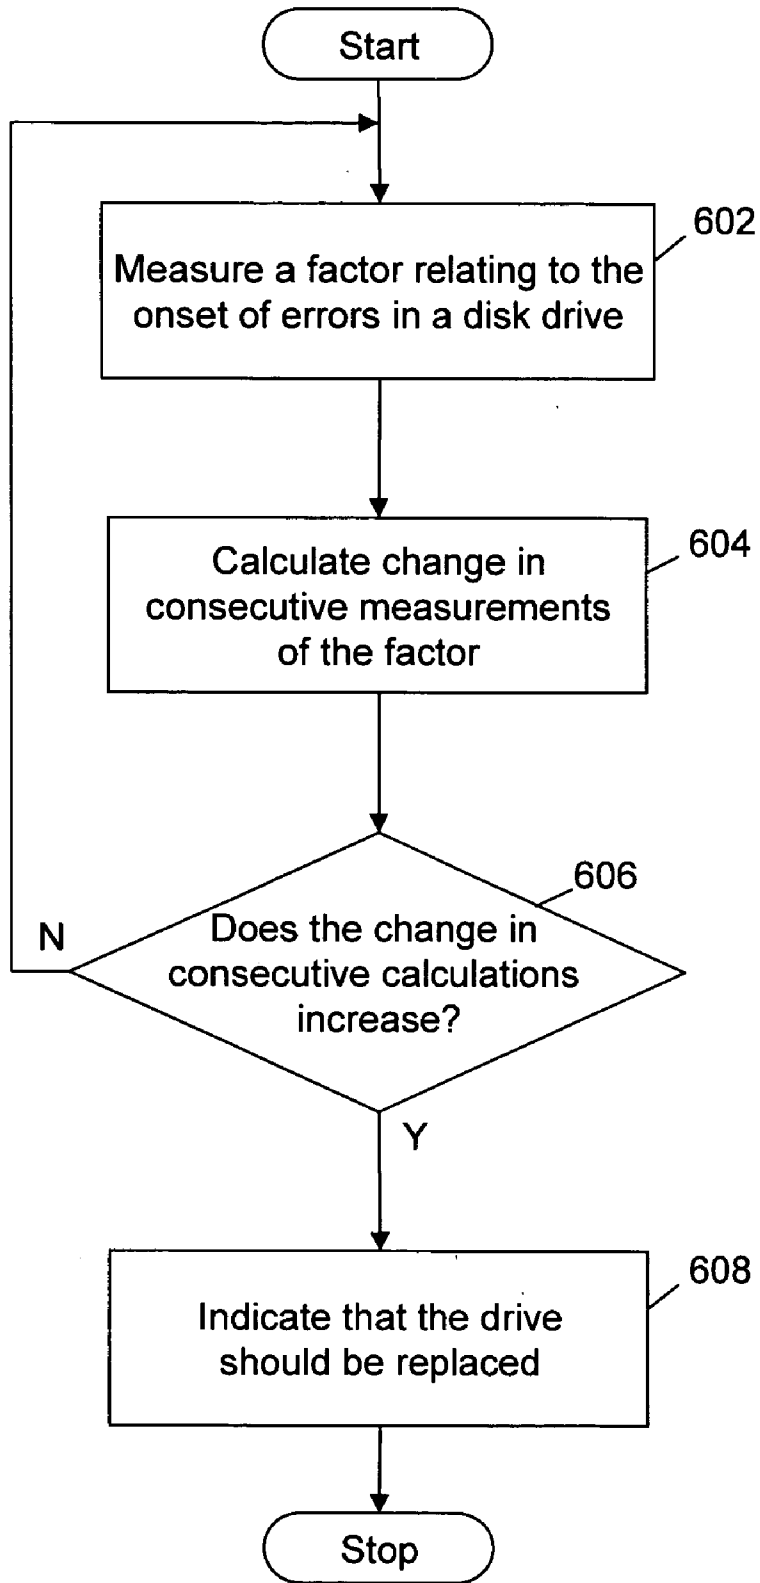 Start
602
Measure a factor relating to the
onset of errors in a disk drive
604
Calculate change in
consecutive measurements
of the factor
606
N
Does the change in
consecutive calculations
increase?
Y
608
Indicate that the drive
should be replaced
Stop